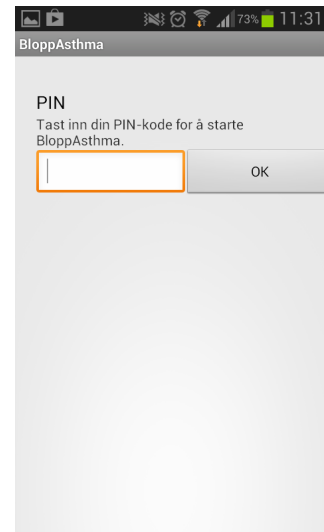 73% 11:31
BloppAsthma
PIN
Tast inn din PIN-kode for å starte
BloppAsthma.
OK